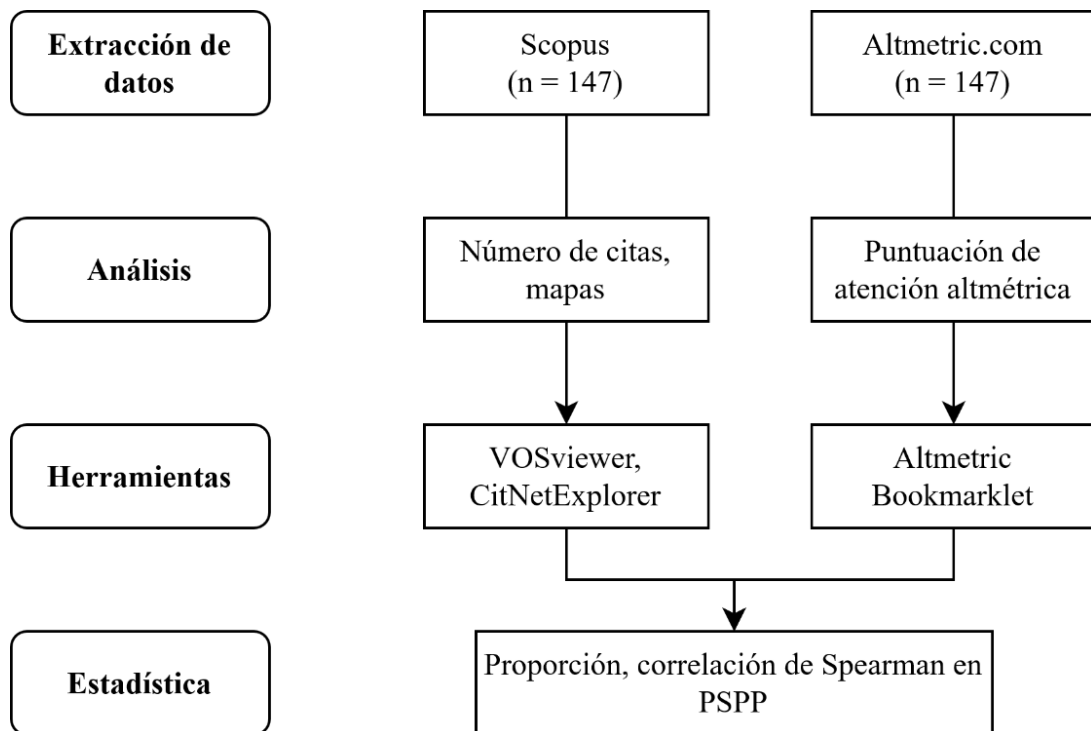 Extracción de
datos
Scopus
(n = 147)
Altmetric.com
(n = 147)
Análisis
Número de citas,
mapas
Puntuación de
atención altmétrica
Herramientas
VOSviewer,
CitNetExplorer
Altmetric
Bookmarklet
Estadística
Proporción, correlación de Spearman en
PSPP